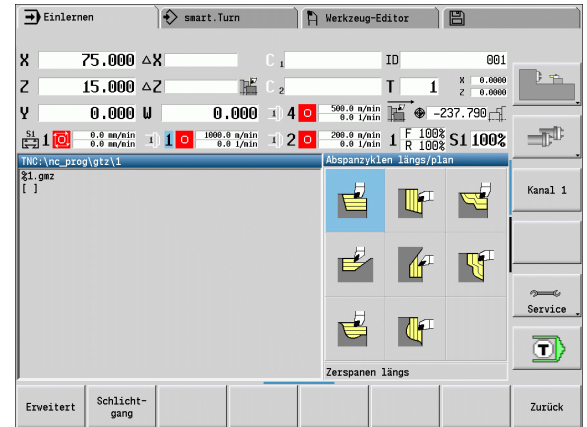 Einlernen smart.Turn Werkzeug-Editor
X 75.000 △X C 1 ID 001
Z 15.000 △Z C 2 T 1 X 0.0000 Z 0.0000
Y 0.000 U 0.000 4 0 500.0 m/min 0.0 1/min -237.790
S1 1 0.0 mm/min 0.0 mm/min 1 0 1000.0 m/min 0.0 1/min 2 0 200.0 m/min 0.0 1/min 1 F 100% R 100% S1 100%
TNC:\nc_prog\gtz\1 Abspanzyklen längs/plan
%1.gmz
[ ]
Kanal 1
Service
T
Zerspanen längs
Erweitert Schlicht-
gang Zurück